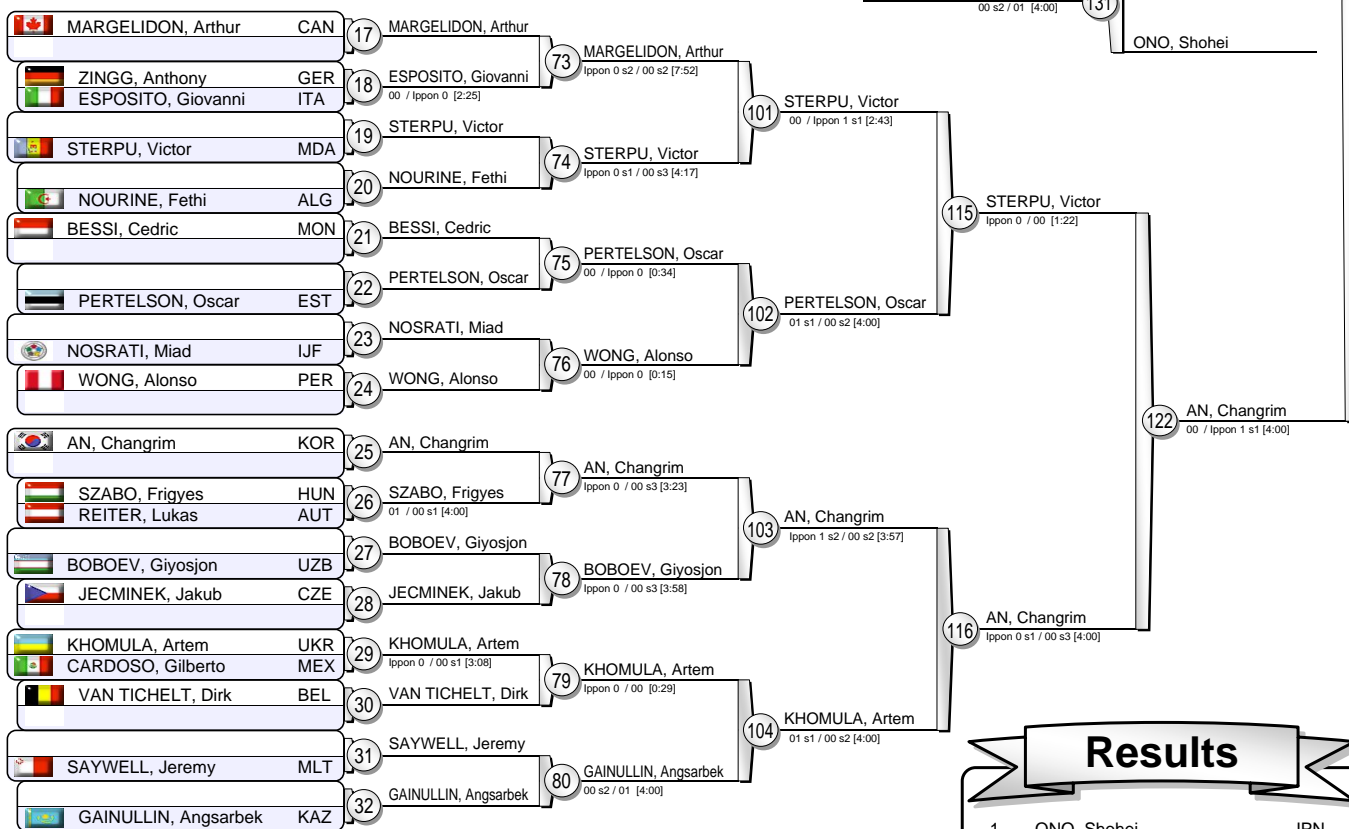 00 s2 / 01 [4:00]
131
ONO, Shohei
MARGELIDON, Arthur CAN
ZINGG, Anthony GER
ESPOSITO, Giovanni ITA
STERPU, Victor MDA
NOURINE, Fethi ALG
BESSI, Cedric MON
PERTELSON, Oscar EST
NOSRATI, Miad IJF
WONG, Alonso PER
AN, Changrim KOR
SZABO, Frigyes HUN
REITER, Lukas AUT
BOBOEV, Giyosjon UZB
JECMINEK, Jakub CZE
KHOMULA, Artem UKR
CARDOSO, Gilberto MEX
VAN TICHELT, Dirk BEL
SAYWELL, Jeremy MLT
GAINULLIN, Angsarbek KAZ
17 MARGELIDON, Arthur
18 ESPOSITO, Giovanni
00 / Ippon 0 [2:25]
19 STERPU, Victor
20 NOURINE, Fethi
21 BESSI, Cedric
22 PERTELSON, Oscar
23 NOSRATI, Miad
24 WONG, Alonso
25 AN, Changrim
26 SZABO, Frigyes
01 / 00 s1 [4:00]
27 BOBOEV, Giyosjon
28 JECMINEK, Jakub
29 KHOMULA, Artem
Ippon 0 / 00 s1 [3:08]
30 VAN TICHELT, Dirk
31 SAYWELL, Jeremy
32 GAINULLIN, Angsarbek
73 MARGELIDON, Arthur
Ippon 0 s2 / 00 s2 [7:52]
74 STERPU, Victor
Ippon 0 s1 / 00 s3 [4:17]
75 PERTELSON, Oscar
00 / Ippon 0 [0:34]
76 WONG, Alonso
00 / Ippon 0 [0:15]
77 AN, Changrim
Ippon 0 / 00 s3 [3:23]
78 BOBOEV, Giyosjon
Ippon 0 / 00 s3 [3:58]
79 KHOMULA, Artem
Ippon 0 / 00 [0:29]
80 GAINULLIN, Angsarbek
00 s2 / 01 [4:00]
101 STERPU, Victor
00 / Ippon 1 s1 [2:43]
102 PERTELSON, Oscar
01 s1 / 00 s2 [4:00]
103 AN, Changrim
Ippon 1 s2 / 00 s2 [3:57]
104 KHOMULA, Artem
01 s1 / 00 s2 [4:00]
115 STERPU, Victor
Ippon 0 / 00 [1:22]
116 AN, Changrim
Ippon 0 s1 / 00 s3 [4:00]
122 AN, Changrim
00 / Ippon 1 s1 [4:00]
Results
1 ONO, Shohei JPN